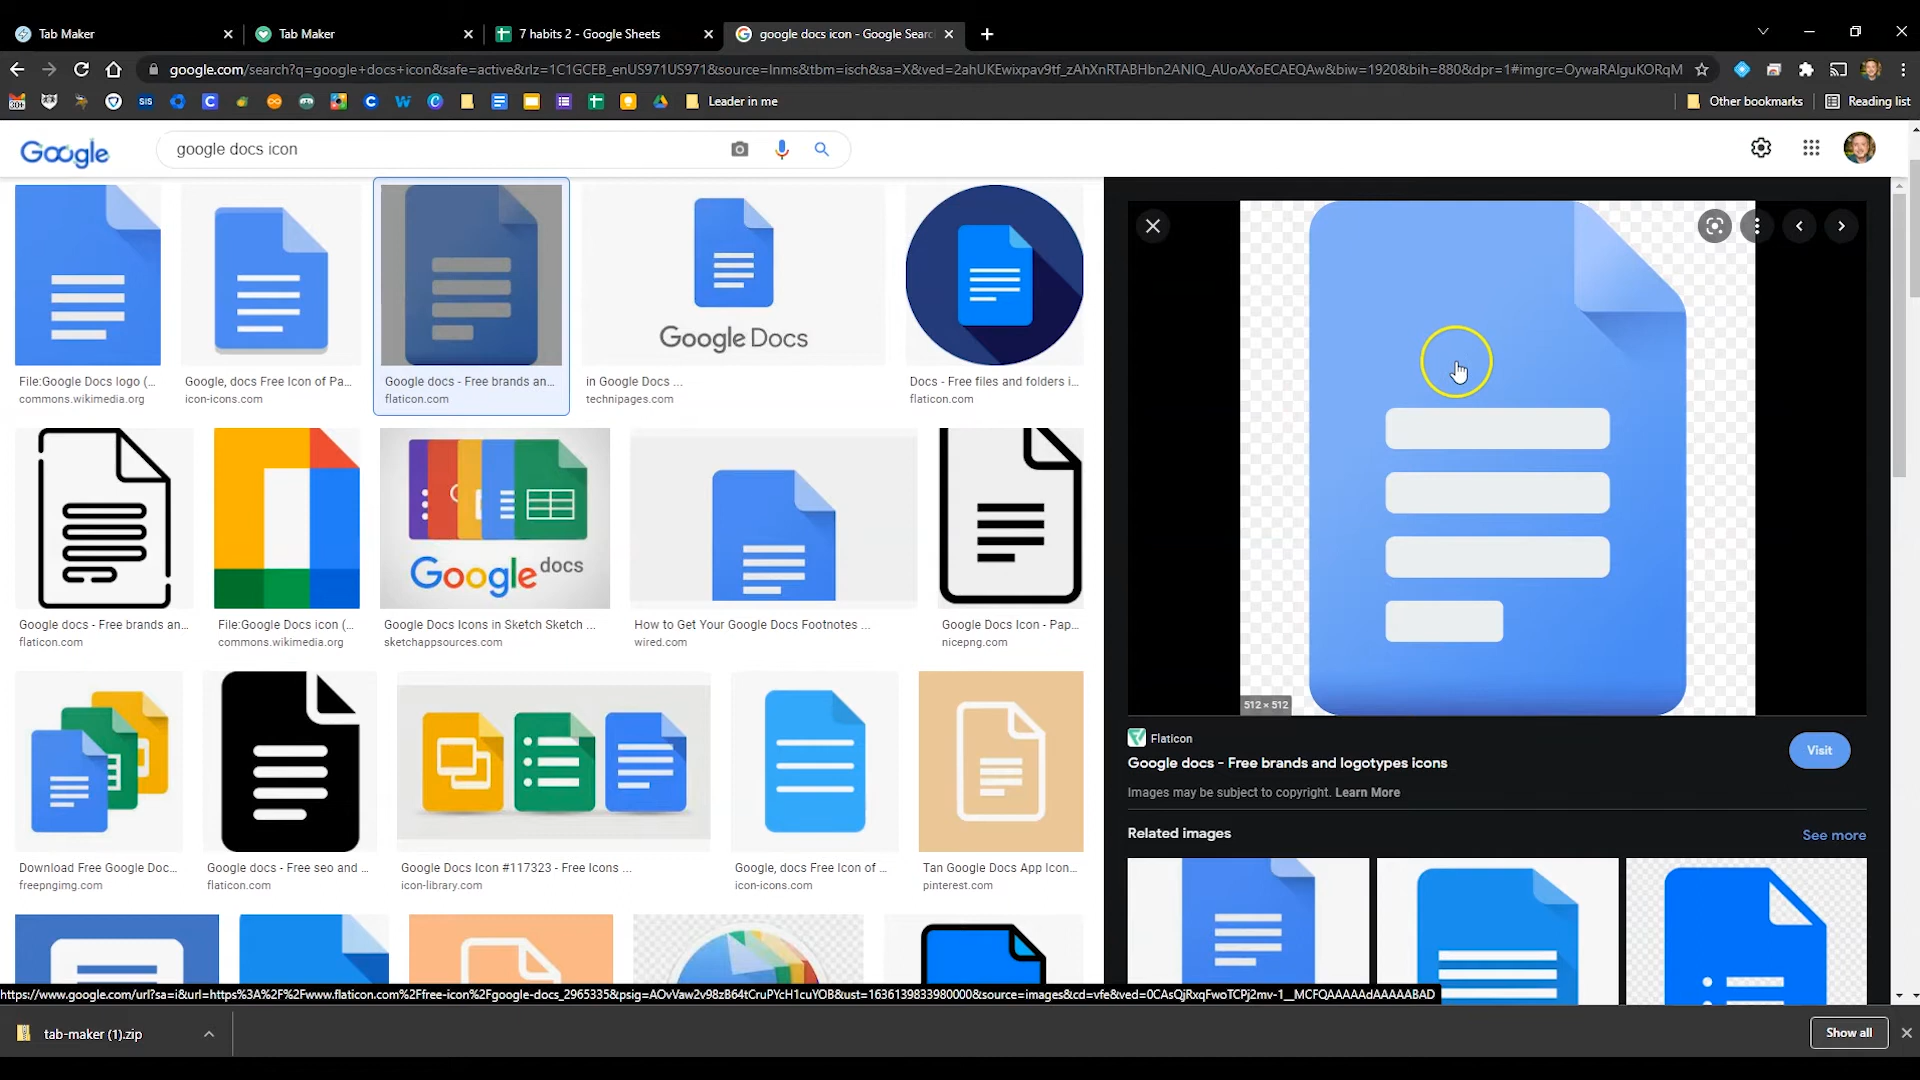 Tab Maker
Tab Maker
7 habits 2 - Google Sheets
google docs icon - Google Searc
google.com/search?q=google+docs+icon&safe=active&rlz=1C1GCEB_enUS971US971&source=lnms&tbm=isch&sa=X&ved=2ahUKEwixpav9tf_zAhXnRTABHbn2ANIQ_AUoAXoECAEQAw&biw=1920&bih=880&dpr=1#imgrc=OywaRAIguKORqM
30+
SIS
Leader in me
Other bookmarks
Reading list
Google
google docs icon
Google Docs
File:Google Docs logo (...
commons.wikimedia.org
Google, docs Free Icon of Pa...
icon-icons.com
Google docs - Free brands an...
flaticon.com
in Google Docs ...
technipages.com
Docs - Free files and folders i...
flaticon.com
Google docs
Google docs - Free brands an...
flaticon.com
File:Google Docs icon (...
commons.wikimedia.org
Google Docs Icons in Sketch Sketch ...
sketchappsources.com
How to Get Your Google Docs Footnotes ...
wired.com
Google Docs Icon - Pap...
nicepng.com
Download Free Google Doc...
freepngimg.com
Google docs - Free seo and ...
flaticon.com
Google Docs Icon #117323 - Free Icons ...
icon-library.com
Google, docs Free Icon of ...
icon-icons.com
Tan Google Docs App Icon...
pinterest.com
512 × 512
Flaticon
Visit
Google docs - Free brands and logotypes icons
Images may be subject to copyright. Learn More
Related images
See more
https://www.google.com/url?sa=i&url=https%3A%2F%2Fwww.flaticon.com%2Ffree-icon%2Fgoogle-docs_2965335&psig=AOvVaw2v98zB64tCruPYcH1cuYOB&ust=1636139833980000&source=images&cd=vfe&ved=0CAsQjRxqFwoTCPj2mv-1__MCFQAAAAAdAAAAABAD
tab-maker (1).zip
Show all